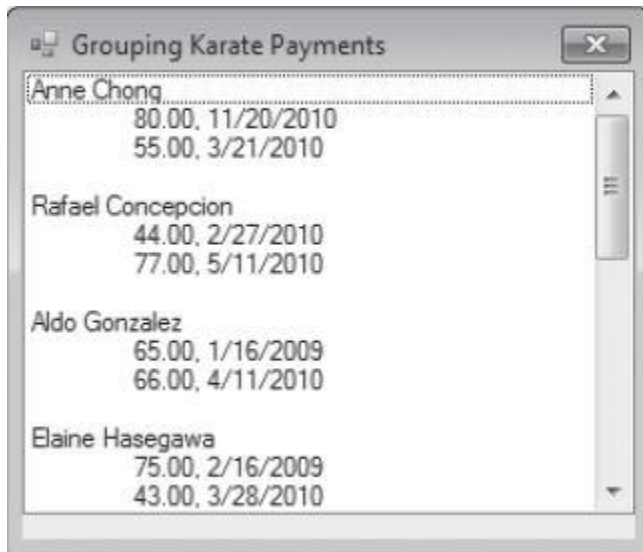 Grouping Karate Payments
Anne Chong
80.00, 11/20/2010
55.00, 3/21/2010
Rafael Concepcion
44.00, 2/27/2010
77.00, 5/11/2010
Aldo Gonzalez
65.00, 1/16/2009
66.00, 4/11/2010
Elaine Hasegawa
75.00, 2/16/2009
43.00, 3/28/2010